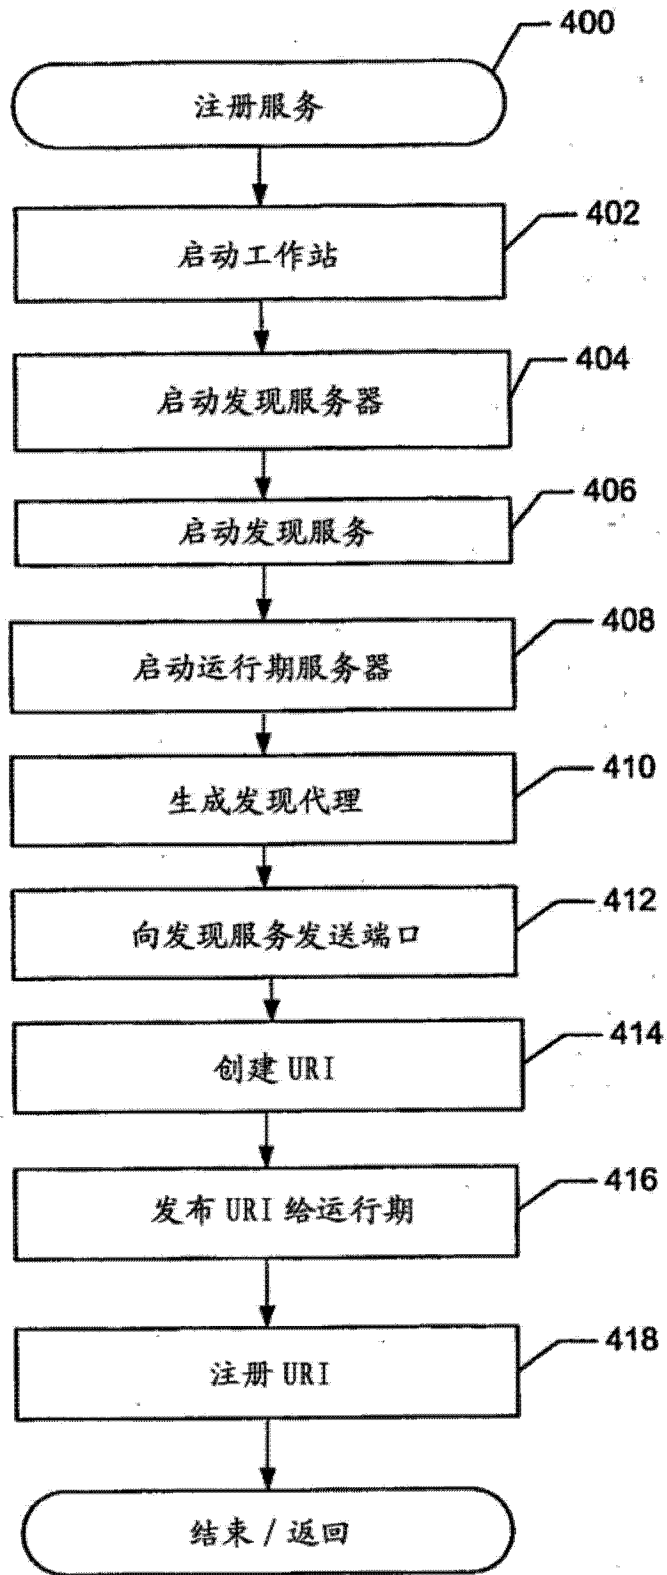 400
注册服务
402
启动工作站
404
启动发现服务器
406
启动发现服务
408
启动运行期服务器
410
生成发现代理
412
向发现服务发送端口
414
创建 URI
416
发布 URI 给运行期
418
注册 URI
结束 / 返回